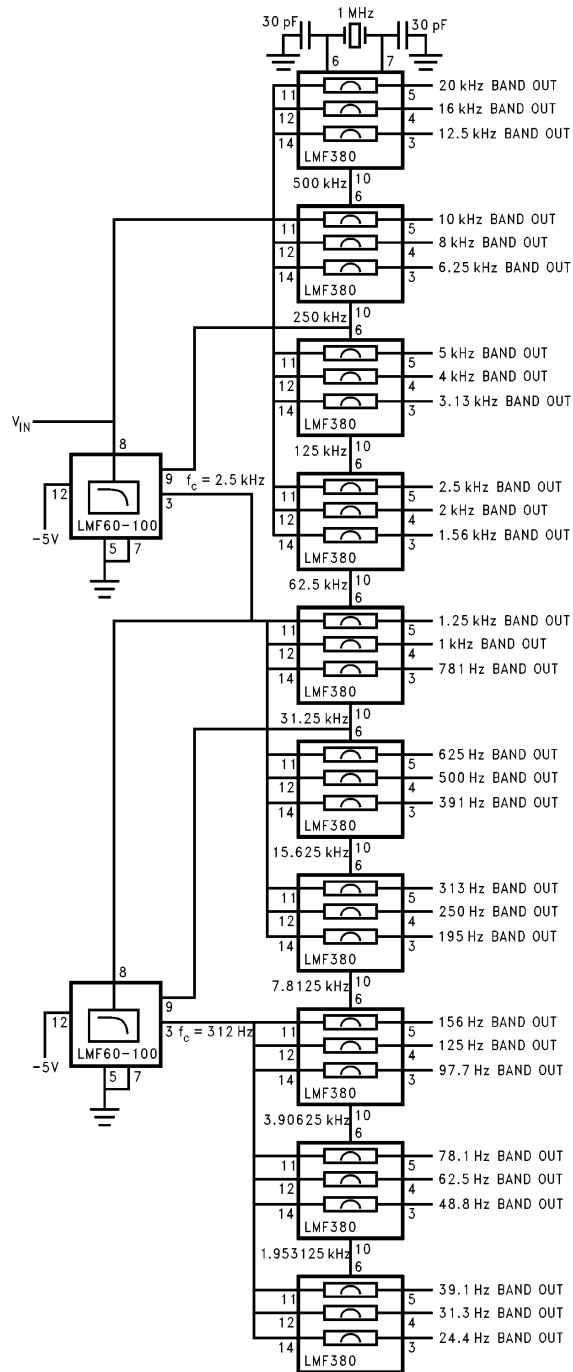 1 MHz
30 pF 30 pF
6 7
11 5 20 kHz BAND OUT
12 4 16 kHz BAND OUT
14 3 12.5 kHz BAND OUT
LMF380
500 kHz 10
6
11 5 10 kHz BAND OUT
12 4 8 kHz BAND OUT
14 3 6.25 kHz BAND OUT
LMF380
250 kHz 10
6
11 5 5 kHz BAND OUT
12 4 4 kHz BAND OUT
14 3 3.13 kHz BAND OUT
LMF380
VIN
125 kHz 10
6
8
9 fc = 2.5 kHz
12 3
LMF60-100
-5V 5 7
11 5 2.5 kHz BAND OUT
12 4 2 kHz BAND OUT
14 3 1.56 kHz BAND OUT
LMF380
62.5 kHz 10
6
11 5 1.25 kHz BAND OUT
12 4 1 kHz BAND OUT
14 3 781 Hz BAND OUT
LMF380
31.25 kHz 10
6
11 5 625 Hz BAND OUT
12 4 500 Hz BAND OUT
14 3 391 Hz BAND OUT
LMF380
15.625 kHz 10
6
11 5 313 Hz BAND OUT
12 4 250 Hz BAND OUT
14 3 195 Hz BAND OUT
LMF380
7.8125 kHz 10
6
8
9
12 3 fc = 312 Hz
LMF60-100
-5V 5 7
11 5 156 Hz BAND OUT
12 4 125 Hz BAND OUT
14 3 97.7 Hz BAND OUT
LMF380
3.90625 kHz 10
6
11 5 78.1 Hz BAND OUT
12 4 62.5 Hz BAND OUT
14 3 48.8 Hz BAND OUT
LMF380
1.953125 kHz 10
6
11 5 39.1 Hz BAND OUT
12 4 31.3 Hz BAND OUT
14 3 24.4 Hz BAND OUT
LMF380